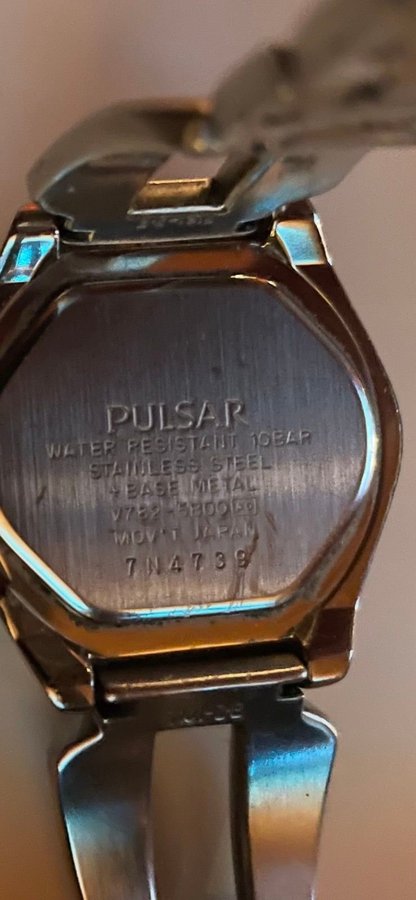 PULSAR
WATER RESISTANT 10BAR
STAINLESS STEEL
+ BASE METAL
MOV'T JAPAN
7N4739